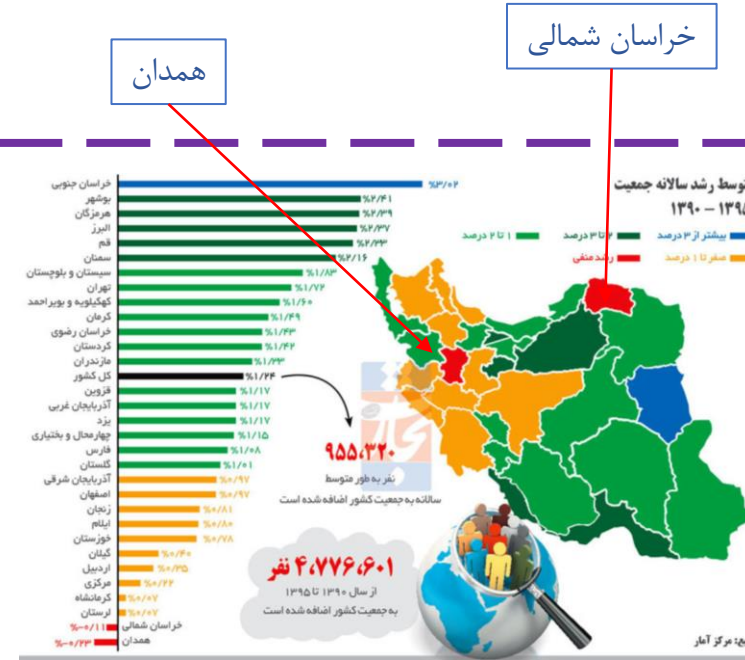 خراسان شمالی
همدان
توسط رشد سالانه جمعیت
۱۳۹۰ – ۱۳۹۵
بیشتر از ۳ درصد
۲ تا ۳ درصد
۱ تا ۲ درصد
صفر تا ۱ درصد
رشد منفی
خراسان جنوبی %۳/۰۲
بوشهر %۲/۴۱
هرمزگان %۲/۳۹
البرز %۲/۳۷
قم %۲/۳۳
سمنان %۲/۱۶
سیستان و بلوچستان %۱/۸۳
تهران %۱/۷۲
کهگیلویه و بویراحمد %۱/۶۰
کرمان %۱/۴۹
خراسان رضوی %۱/۴۳
کردستان %۱/۴۲
مازندران %۱/۳۳
کل کشور %۱/۲۴
قزوین %۱/۱۷
آذربایجان غربی %۱/۱۷
یزد %۱/۱۷
چهارمحال و بختیاری %۱/۱۵
فارس %۱/۰۸
گلستان %۱/۰۱
آذربایجان شرقی %۰/۹۷
اصفهان %۰/۹۷
زنجان %۰/۸۱
ایلام %۰/۸۰
خوزستان %۰/۷۸
گیلان %۰/۴۰
اردبیل %۰/۳۵
مرکزی %۰/۲۲
کرمانشاه %۰/۰۷
لرستان %۰/۰۷
خراسان شمالی %-۰/۱۱
همدان %-۰/۲۳
۹۵۵،۳۲۰
نفر به طور متوسط
سالانه به جمعیت کشور اضافه شده است
۴،۷۷۶،۶۰۱ نفر
از سال ۱۳۹۰ تا ۱۳۹۵
به جمعیت کشور اضافه شده است
بع: مرکز آمار